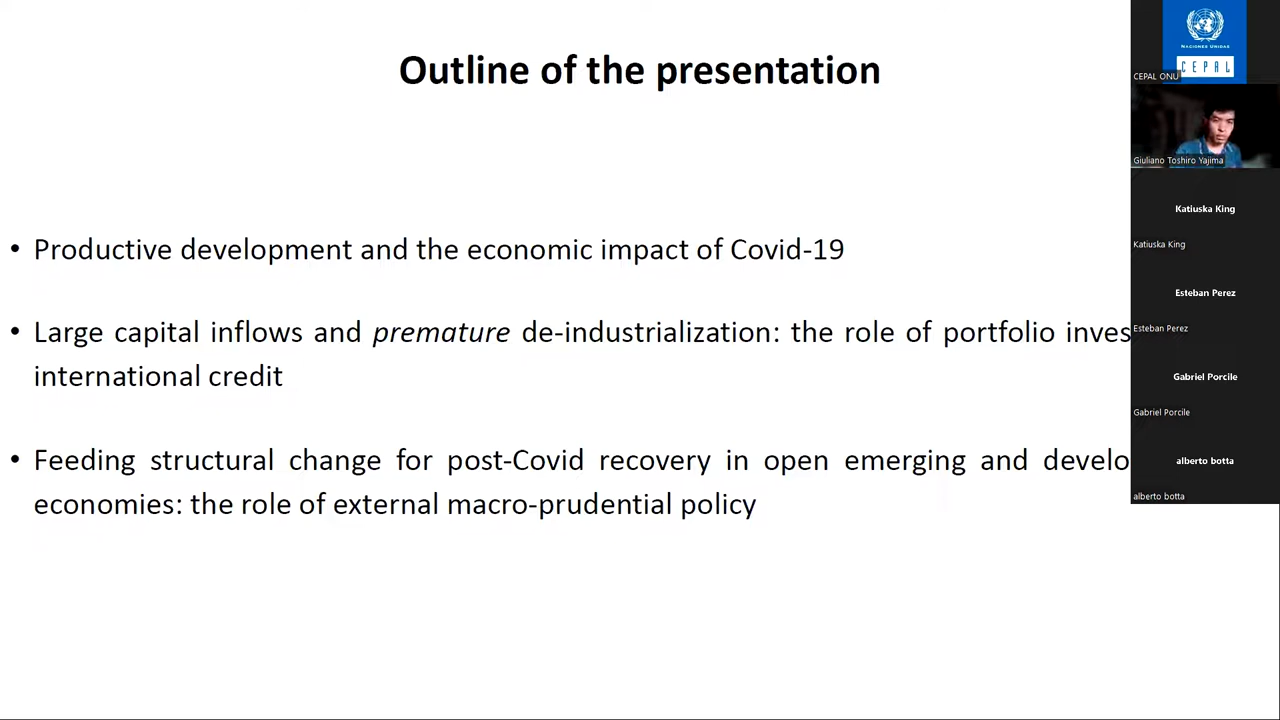 Outline of the presentation
• Productive development and the economic impact of Covid-19
• Large capital inflows and premature de-industrialization: the role of portfolio inves
international credit
• Feeding structural change for post-Covid recovery in open emerging and develo
economies: the role of external macro-prudential policy
NACIONES UNIDAS
CEPAL
CEPAL ONU
Giuliano Toshiro Yajima
Katiuska King
Katiuska King
Esteban Perez
Esteban Perez
Gabriel Porcile
Gabriel Porcile
alberto botta
alberto botta